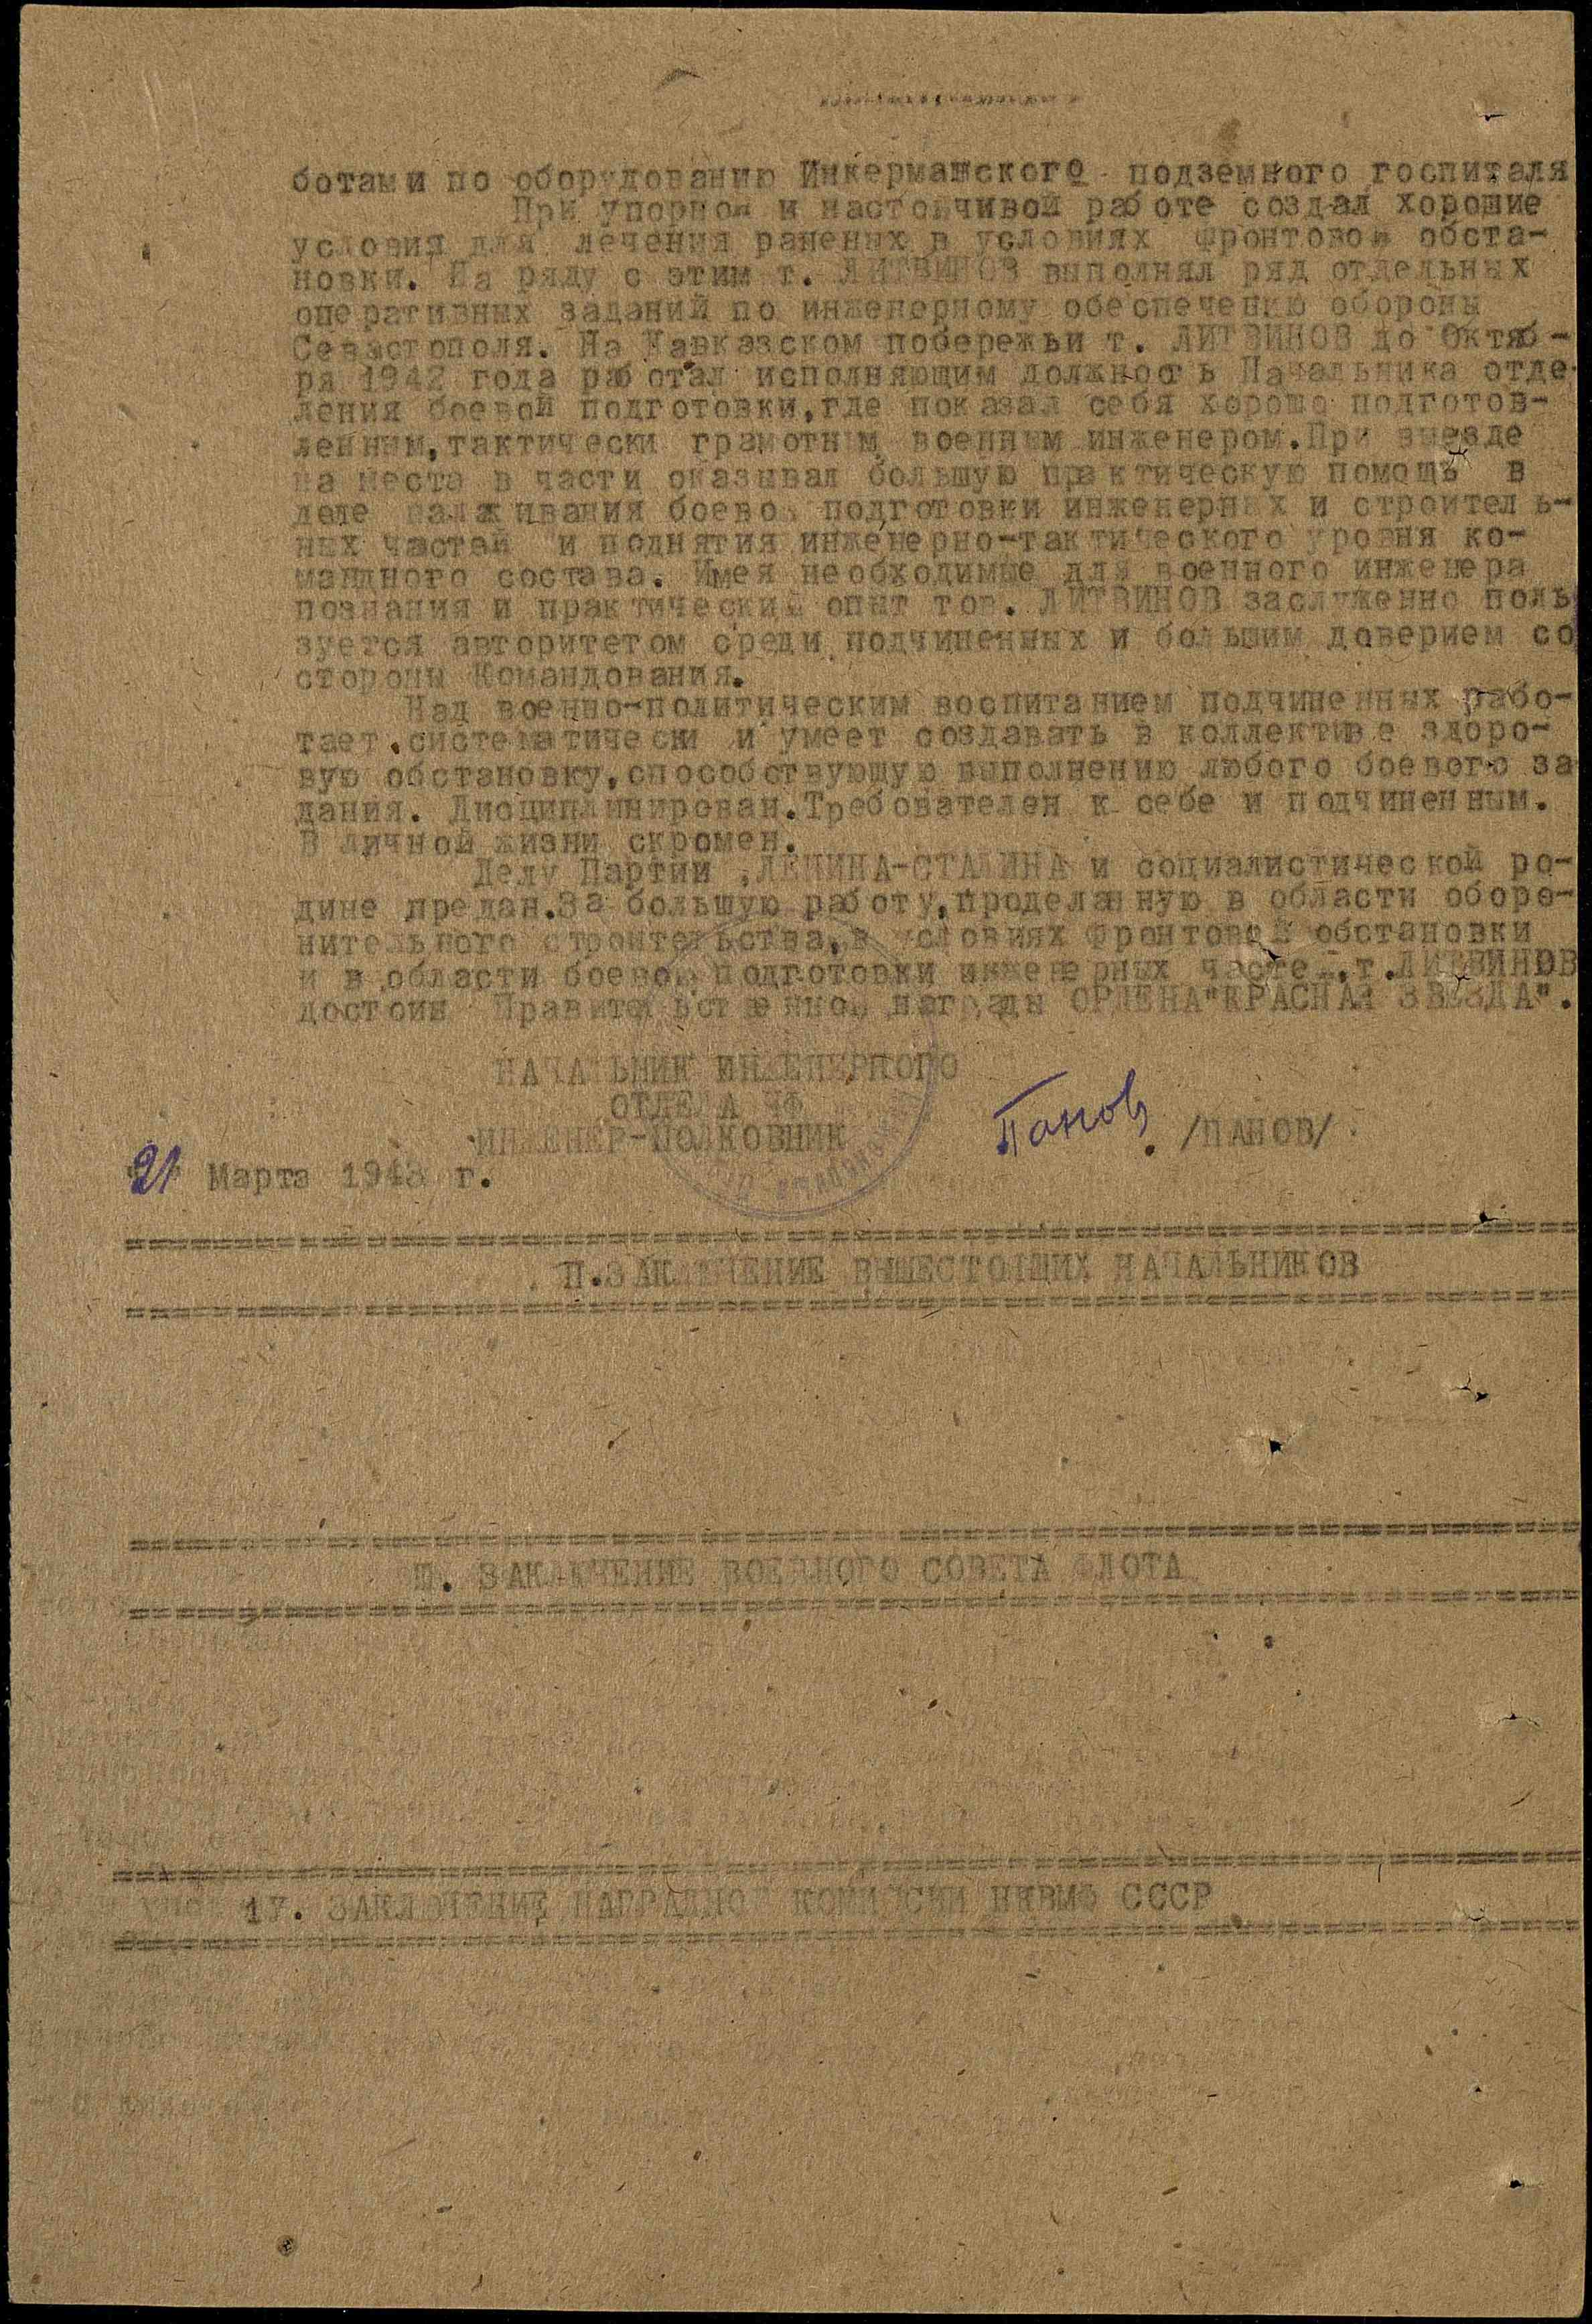 ботами по оборудованию Инкерманского подземного госпиталя
При упорной и настойчивой работе создал хорошие
условия для лечения раненых в условиях фронтовой обста-
новки. На ряду с этим т. ЛИТВИНОВ выполнял ряд отдельных
оперативных заданий по инженерному обеспечению обороны
Севастополя. На Кавказском побережьи т. ЛИТВИНОВ до Октяб-
ря 1942 года работал исполняющим должность Начальника отде-
ления боевой подготовки, где показал себя хорошо подготов-
ленным, тактически грамотным военным инженером. При выезде
на места в части оказывал большую практическую помощь в
деле налаживания боевой подготовки инженерных и строитель-
ных частей и поднятия инженерно-тактического уровня ко-
мандного состава. Имея необходимые для военного инженера
познания и практический опыт тов. ЛИТВИНОВ заслуженно поль
зуется авторитетом среди подчиненных и большим доверием со
стороны Командования.
Над военно-политическим воспитанием подчиненных рабо-
тает систематически и умеет создавать в коллективе здоро-
вую обстановку, способствующую выполнению любого боевого за
дания. Дисциплинирован. Требователен к себе и подчиненным.
В личной жизни скромен.
Делу Партии ЛЕНИНА-СТАЛИНА и социалистической ро-
дине предан. За большую работу, проделанную в области оборо-
нительного строительства, в условиях фронтовой обстановки
и в области боевой подготовки инженерных частей, т. ЛИТВИНОВ
достоин Правительственной награды ОРДЕНА "КРАСНАЯ ЗВЕЗДА".
НАЧАЛЬНИК ИНЖЕНЕРНОГО
ОТДЕЛА ЧФ
ИНЖЕНЕР-ПОЛКОВНИК
Панов /ПАНОВ/
21 Марта 1943 г.
П. ЗАКЛЮЧЕНИЕ ВЫШЕСТОЯЩИХ НАЧАЛЬНИКОВ
Ш. ЗАКЛЮЧЕНИЕ ВОЕННОГО СОВЕТА ФЛОТА
1У. ЗАКЛЮЧЕНИЕ НАГРАДНОЙ КОМИССИИ НКВМФ СССР